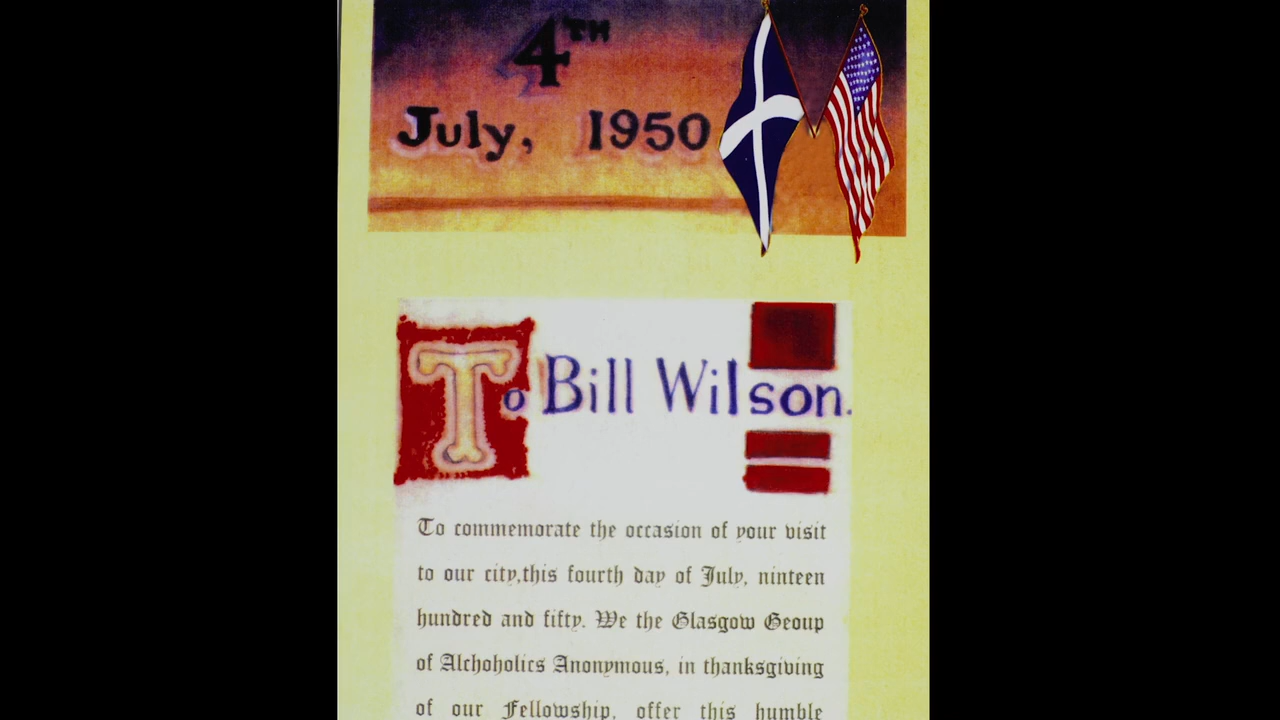 4TH
July, 1950
To Bill Wilson.
To commemorate the occasion of your visit
to our city,this fourth day of July, ninteen
hundred and fifty. We the Glasgow Geoup
of Alchoholics Anonymous, in thanksgiving
of our Fellowship, offer this humble